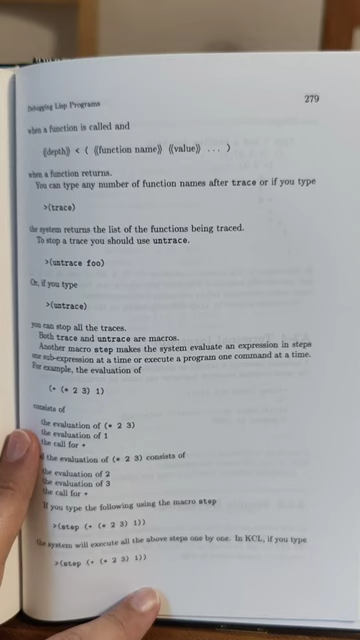 Debugging Lisp Programs 279
when a function is called and
⟪depth⟫ < ( ⟪function name⟫ ⟪value⟫ ... )
when a function returns.
You can type any number of function names after trace or if you type
>(trace)
the system returns the list of the functions being traced.
To stop a trace you should use untrace.
>(untrace foo)
Or, if you type
>(untrace)
you can stop all the traces.
Both trace and untrace are macros.
Another macro step makes the system evaluate an expression in steps
one sub-expression at a time or execute a program one command at a time.
For example, the evaluation of
(+ (* 2 3) 1)
consists of
the evaluation of (* 2 3)
the evaluation of 1
the call for +
the evaluation of (* 2 3) consists of
the evaluation of 2
the evaluation of 3
the call for *
If you type the following using the macro step
>(step (+ (* 2 3) 1))
the system will execute all the above steps one by one. In KCL, if you type
>(step (+ (* 2 3) 1))